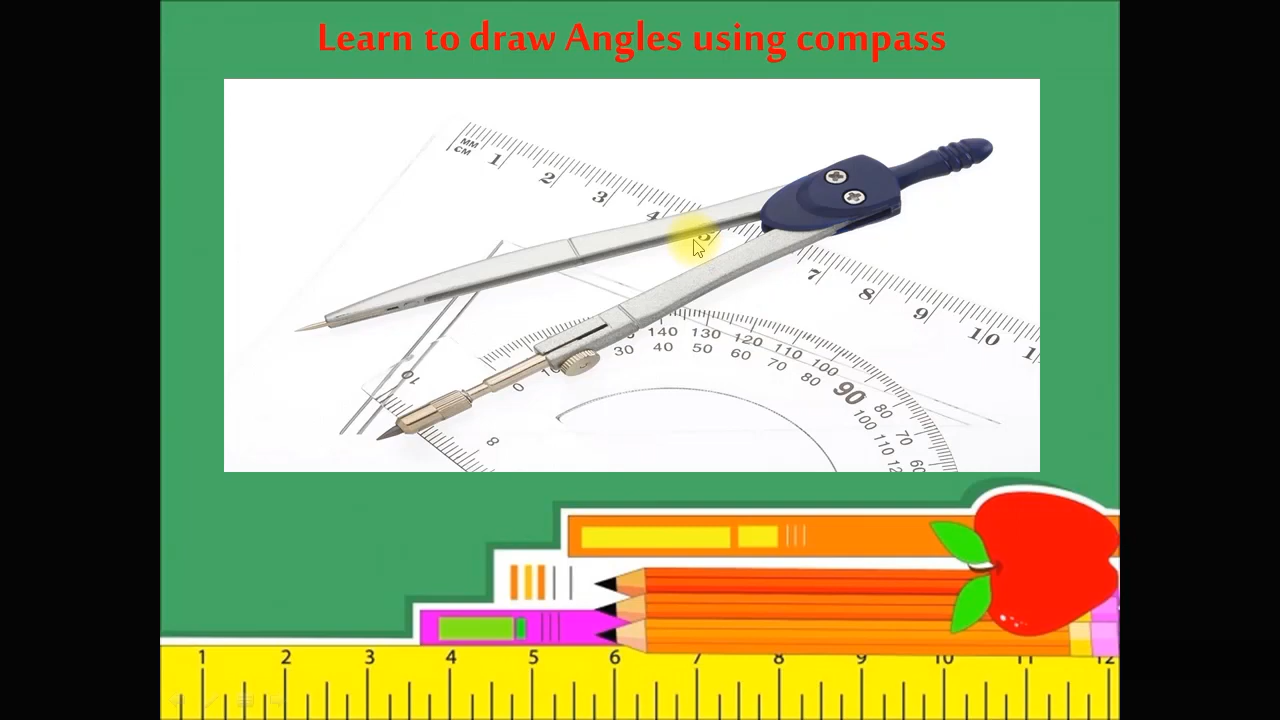 Learn to draw Angles using compass
MM
CM
1
2
3
4
5
7
8
9
10
140 130 120 110 100 90 80 70 60
30 40 50 60 70 80 100 110
0
10
8
1 2 3 4 5 6 7 8 9 10 11 12